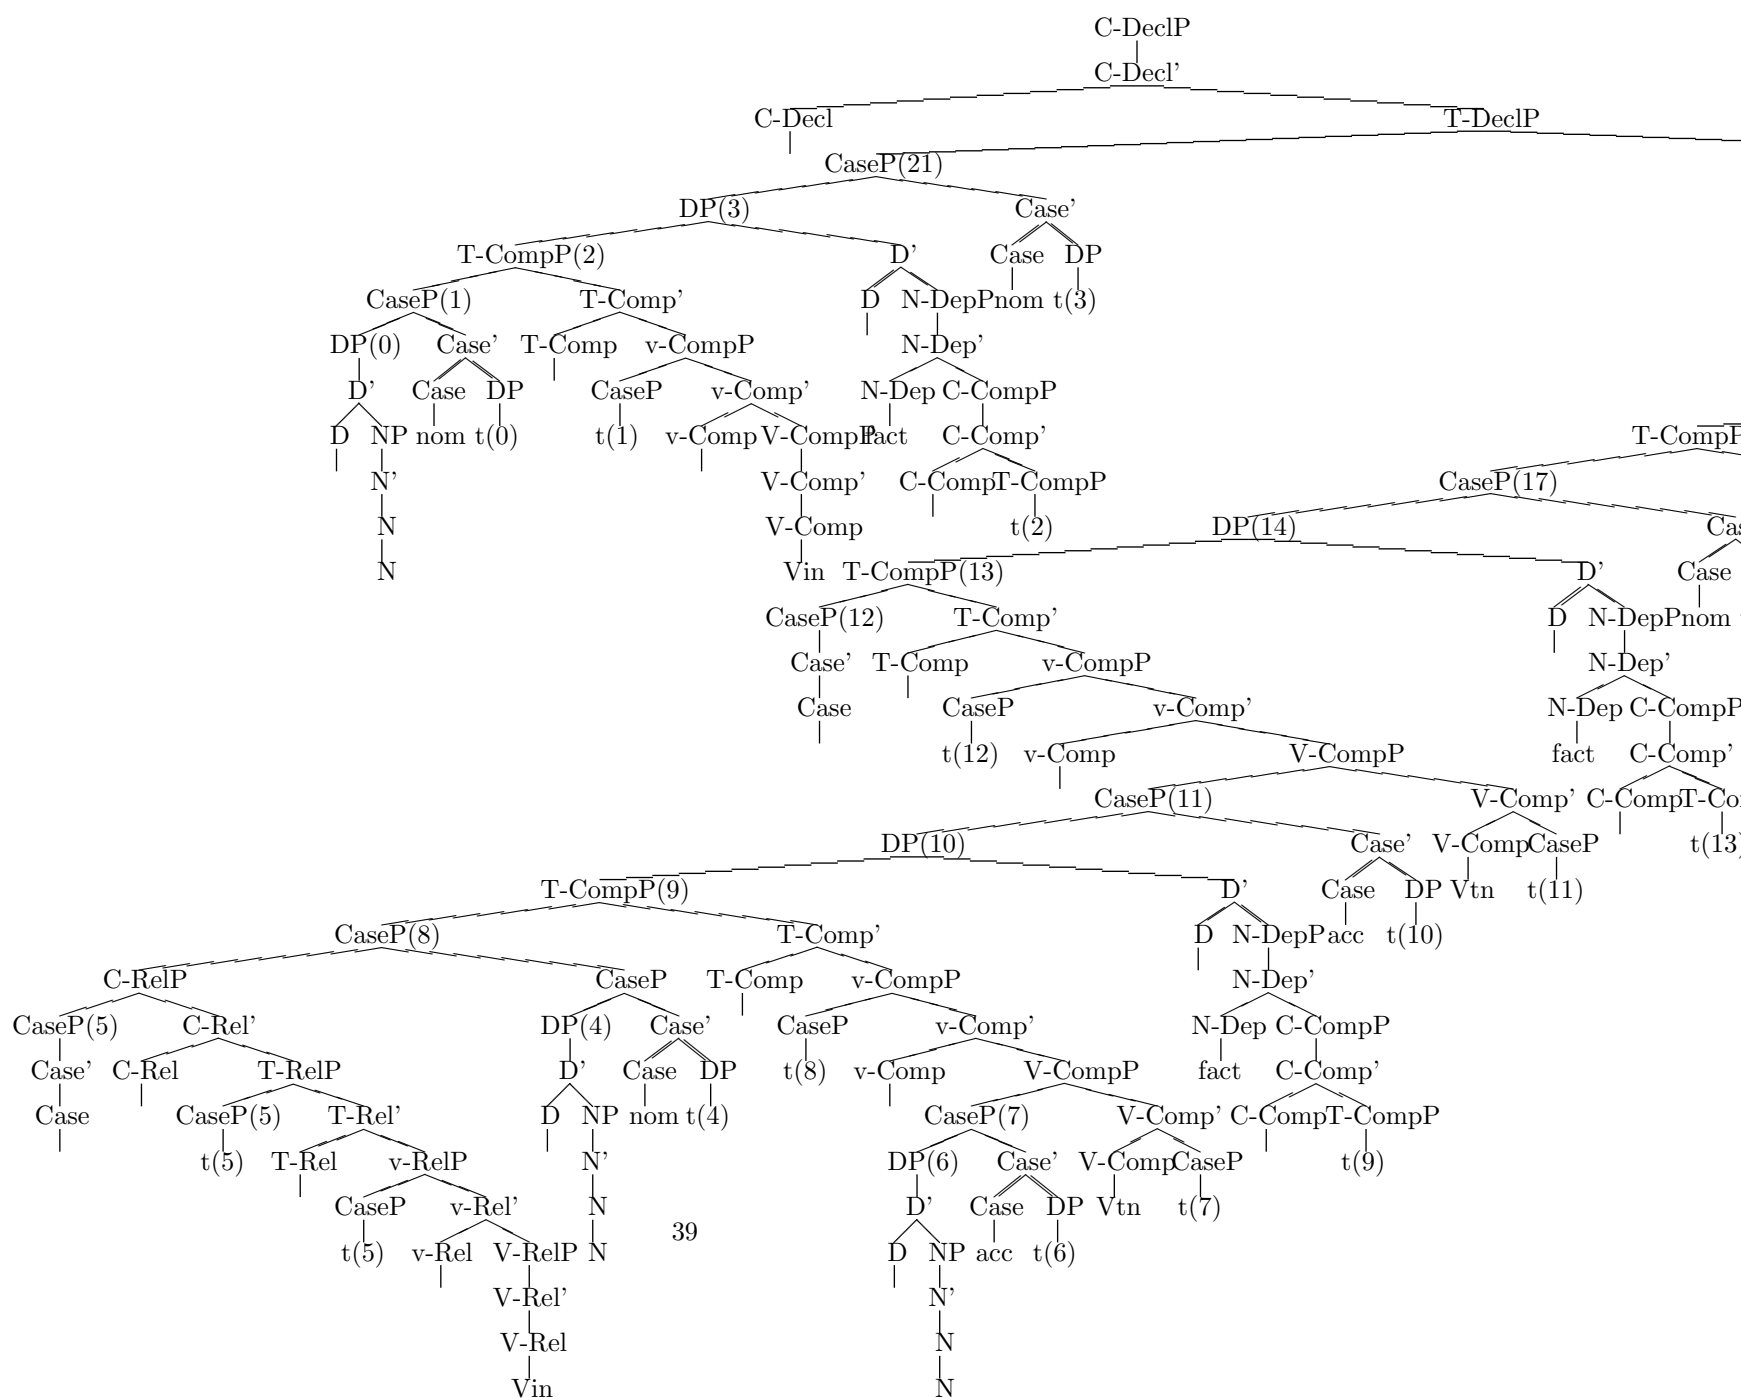 C-DeclP
C-Decl'
C-Decl T-DeclP
CaseP(21)
DP(3) Case'
T-CompP(2) D' Case DP
CaseP(1) T-Comp' D N-DepP nom t(3)
DP(0) Case' T-Comp v-CompP N-Dep'
D' Case DP CaseP v-Comp' N-Dep C-CompP
D NP nom t(0) t(1) v-Comp V-CompP fact C-Comp' T-CompP
N' V-Comp' C-Comp T-CompP CaseP(17)
N V-Comp t(2) DP(14)
N Vin T-CompP(13) D' Case
CaseP(12) T-Comp' D N-DepP nom
Case' T-Comp v-CompP N-Dep'
Case CaseP v-Comp' N-Dep C-CompP
t(12) v-Comp V-CompP fact C-Comp'
CaseP(11) V-Comp' C-Comp
DP(10) Case' V-Comp CaseP t(13)
T-CompP(9) D' Case DP Vtn t(11)
CaseP(8) T-Comp' D N-DepP acc t(10)
C-RelP CaseP T-Comp v-CompP N-Dep'
CaseP(5) C-Rel' DP(4) Case' CaseP v-Comp' N-Dep C-CompP
Case' C-Rel T-RelP D' Case DP t(8) v-Comp V-CompP fact C-Comp'
Case CaseP(5) T-Rel' D NP nom t(4) CaseP(7) V-Comp' C-Comp T-CompP
t(5) T-Rel v-RelP N' DP(6) Case' V-Comp CaseP t(9)
CaseP v-Rel' N D' Case DP Vtn t(7)
39
t(5) v-Rel V-RelP N D NP acc t(6)
V-Rel' N'
V-Rel N
Vin N